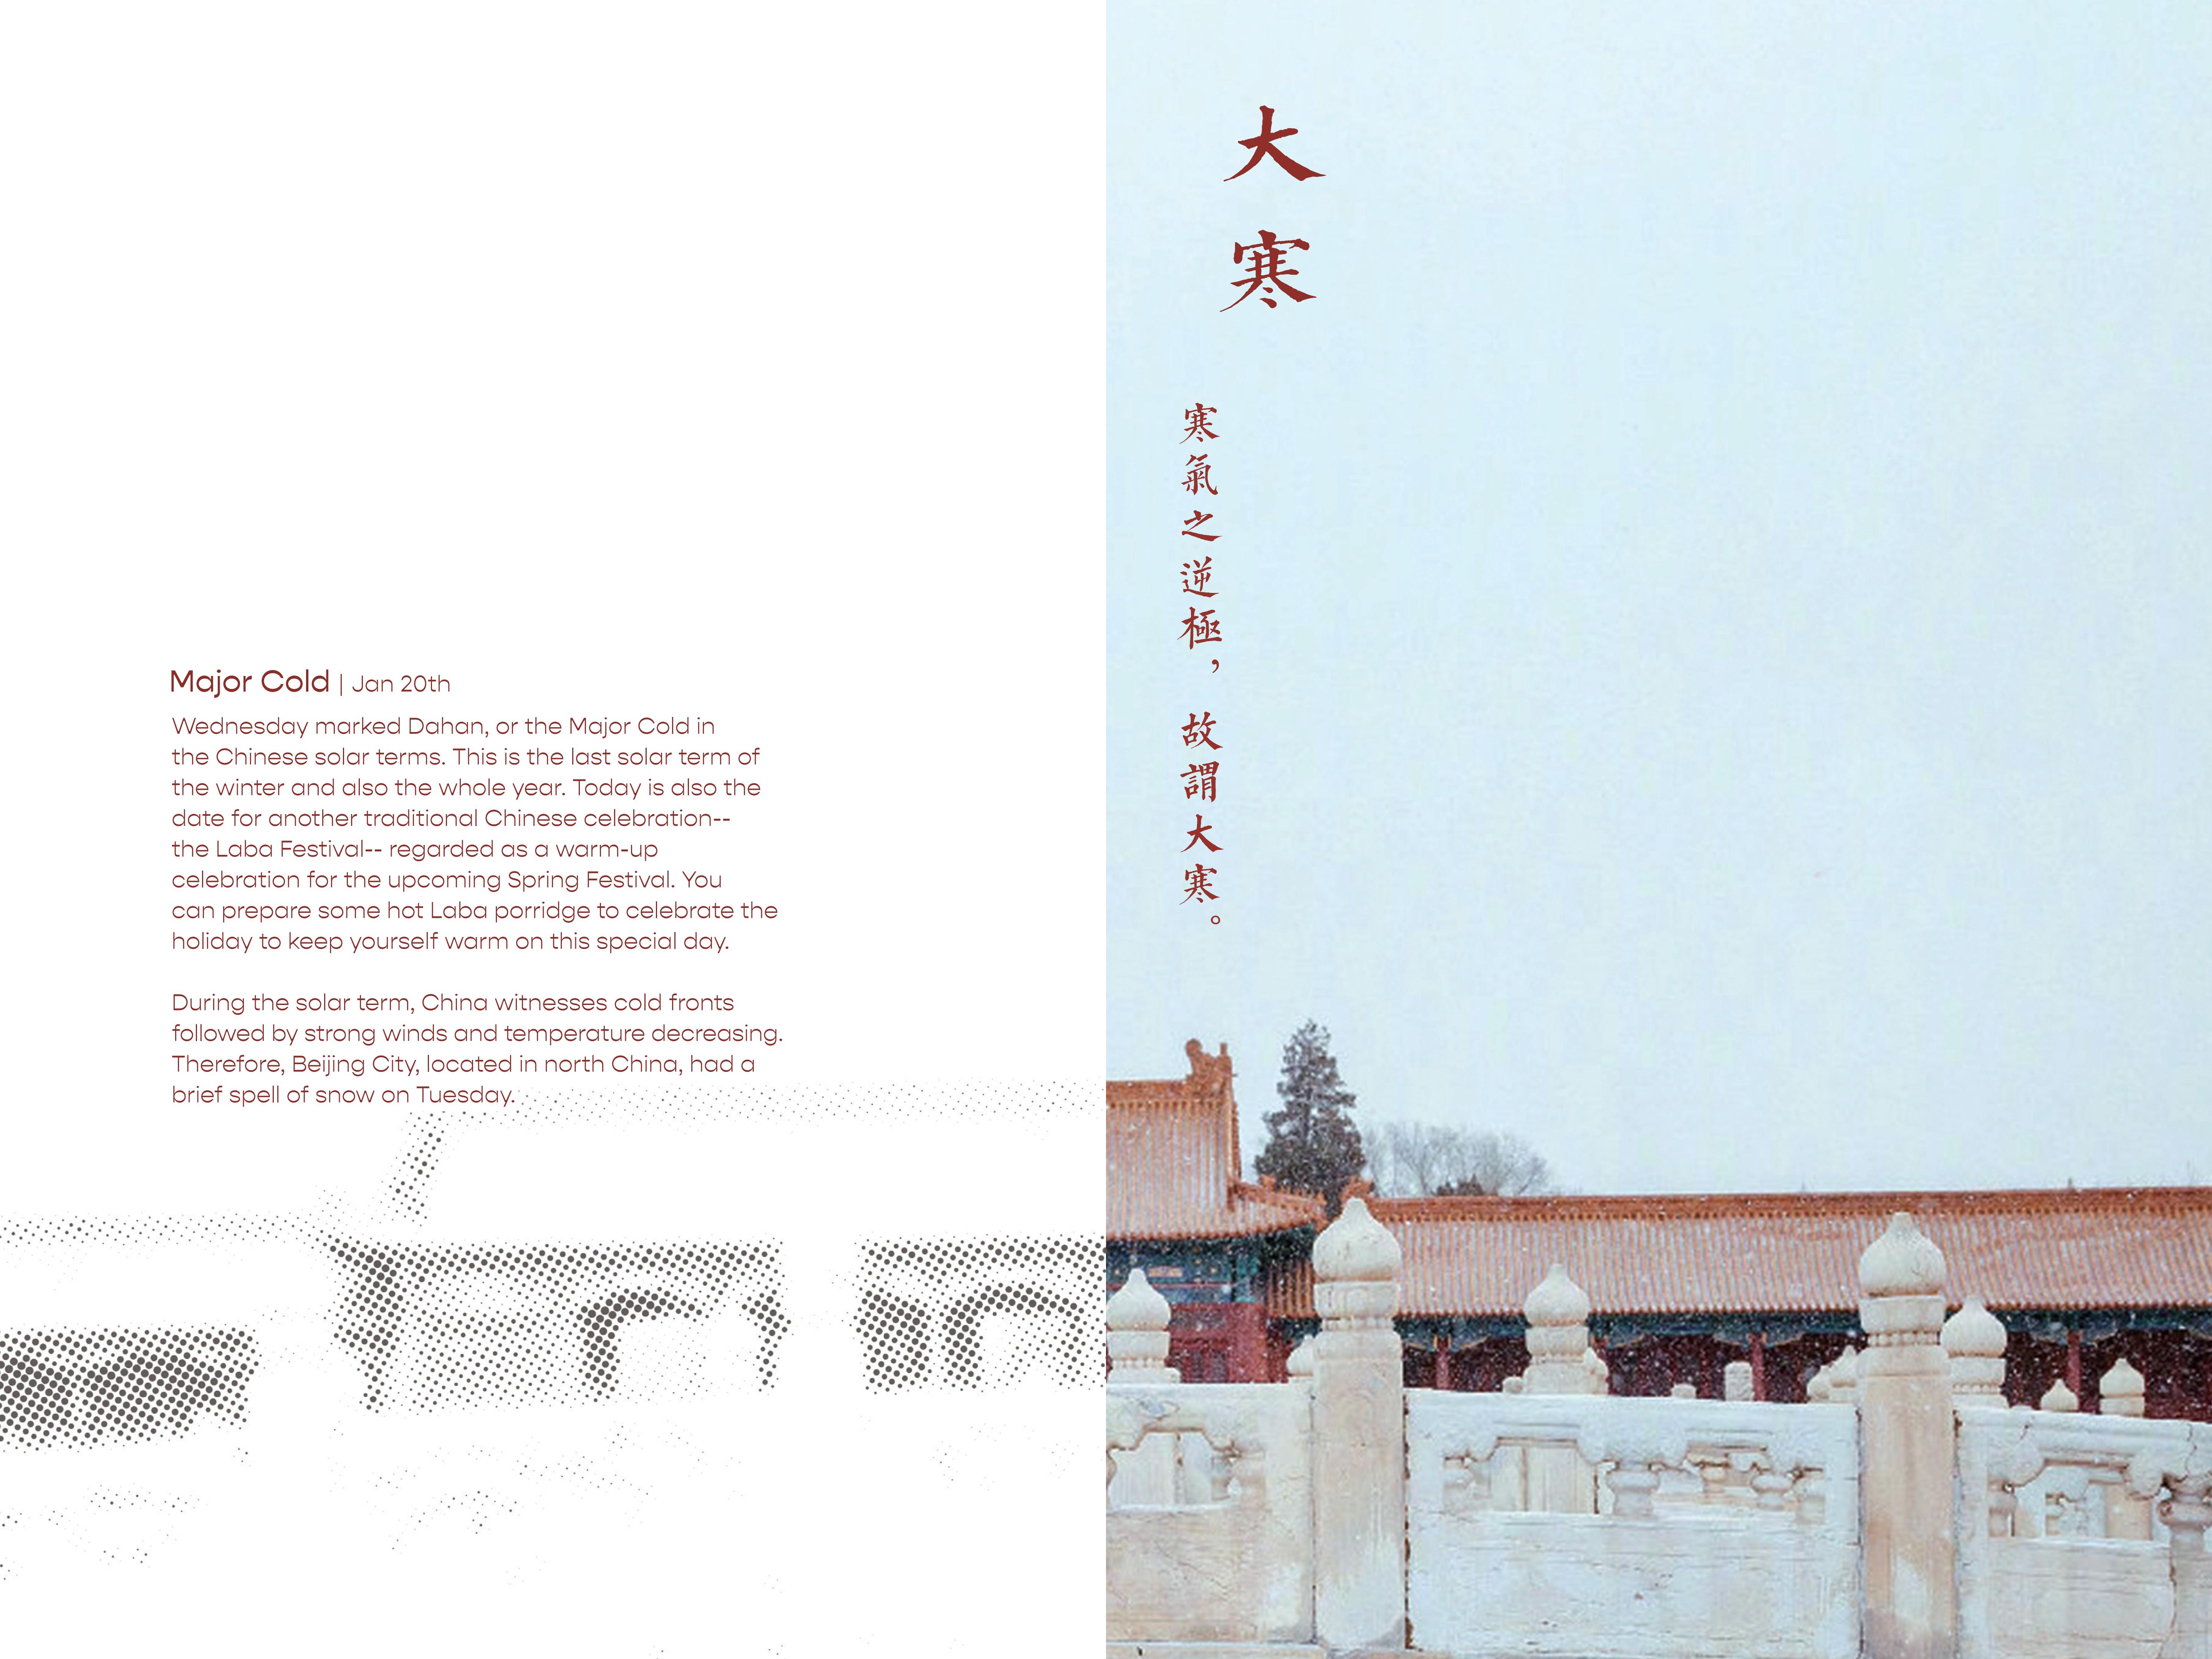 Major Cold | Jan 20th
Wednesday marked Dahan, or the Major Cold in
the Chinese solar terms. This is the last solar term of
the winter and also the whole year. Today is also the
date for another traditional Chinese celebration--
the Laba Festival-- regarded as a warm-up
celebration for the upcoming Spring Festival. You
can prepare some hot Laba porridge to celebrate the
holiday to keep yourself warm on this special day.
During the solar term, China witnesses cold fronts
followed by strong winds and temperature decreasing.
Therefore, Beijing City, located in north China, had a
brief spell of snow on Tuesday.
大寒
寒氣之逆極，故謂大寒。